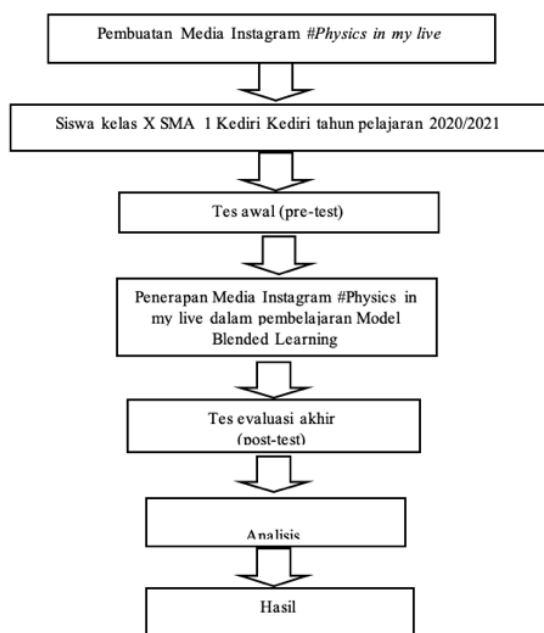 Pembuatan Media Instagram #Physics in my live
Siswa kelas X SMA 1 Kediri Kediri tahun pelajaran 2020/2021
Tes awal (pre-test)
Penerapan Media Instagram #Physics in
my live dalam pembelajaran Model
Blended Learning
Tes evaluasi akhir
(post-test)
Analisis
Hasil